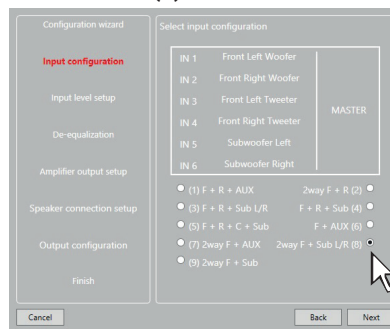 Configuration wizard
Input configuration
Input level setup
De-equalization
Amplifier output setup
Speaker connection setup
Output configuration
Finish
Select input configuration
IN 1 Front Left Woofer
IN 2 Front Right Woofer
IN 3 Front Left Tweeter
IN 4 Front Right Tweeter
IN 5 Subwoofer Left
IN 6 Subwoofer Right
MASTER
(1) F + R + AUX 2way F + R (2)
(3) F + R + Sub L/R F + R + Sub (4)
(5) F + R + C + Sub F + AUX (6)
(7) 2way F + AUX 2way F + Sub L/R (8)
(9) 2way F + Sub
Cancel Back Next